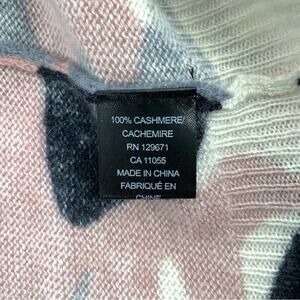 100% CASHMERE/
CACHEMIRE
RN 129671
CA 11055
MADE IN CHINA
FABRIQUÉ EN
CHINE